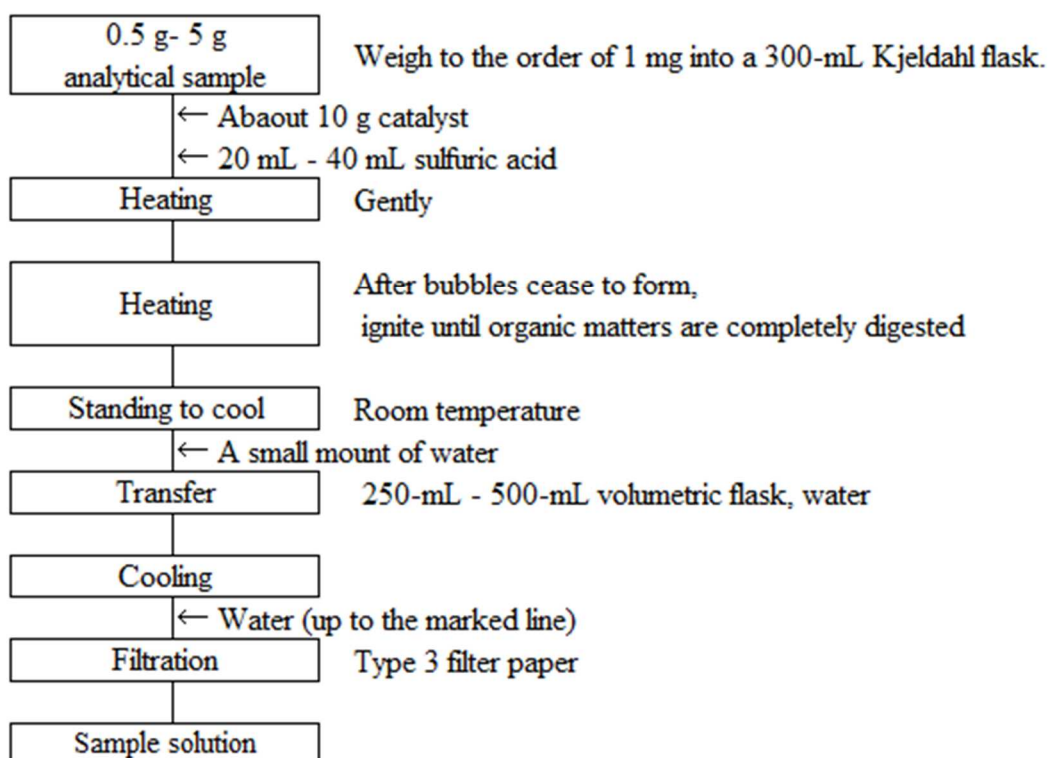 0.5 g- 5 g
analytical sample
Weigh to the order of 1 mg into a 300-mL Kjeldahl flask.
← Abaout 10 g catalyst
← 20 mL - 40 mL sulfuric acid
Heating
Gently
Heating
After bubbles cease to form,
ignite until organic matters are completely digested
Standing to cool
Room temperature
← A small mount of water
Transfer
250-mL - 500-mL volumetric flask, water
Cooling
← Water (up to the marked line)
Filtration
Type 3 filter paper
Sample solution